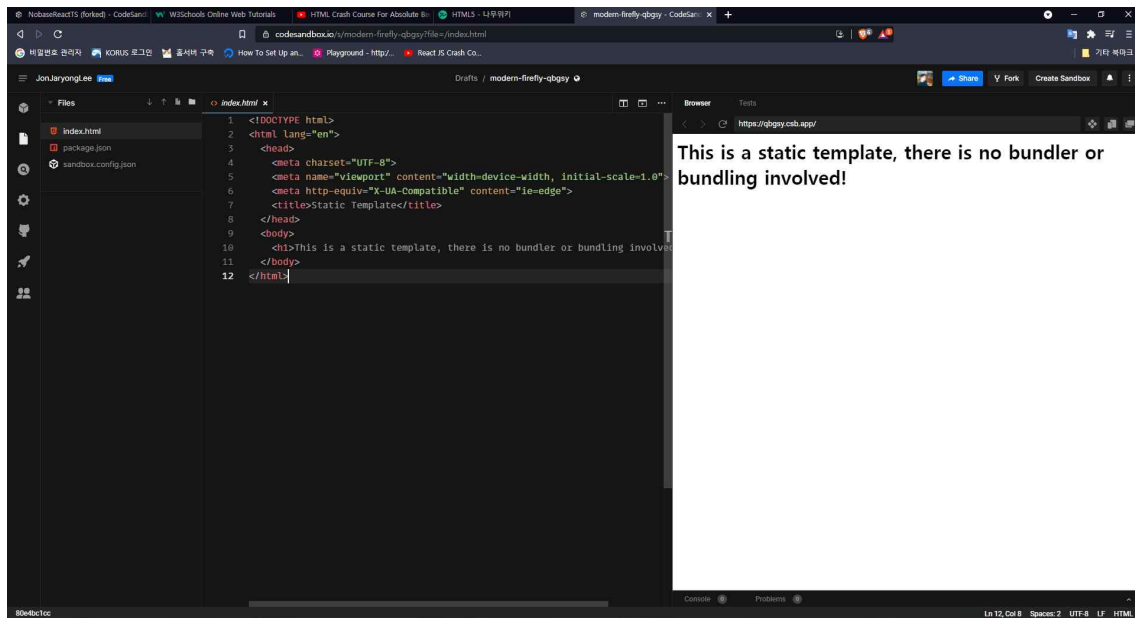 NobaseReactTS (forked) - CodeSand
W3Schools Online Web Tutorials
HTML Crash Course For Absolute Be
HTML5 - 나무위키
modern-firefly-qbgsy - CodeSan
codesandbox.io/s/modern-firefly-qbgsy?file=/index.html
비밀번호 관리자
KORUS 로그인
홈서버 구축
How To Set Up an...
Playground - http:/...
React JS Crash Co...
기타 북마크
JonJaryongLee Free
Drafts / modern-firefly-qbgsy
Share
Fork
Create Sandbox
Files
index.html
package.json
sandbox.config.json
index.html x
1 <!DOCTYPE html>
2 <html lang="en">
3 <head>
4 <meta charset="UTF-8">
5 <meta name="viewport" content="width=device-width, initial-scale=1.0">
6 <meta http-equiv="X-UA-Compatible" content="ie=edge">
7 <title>Static Template</title>
8 </head>
9 <body>
10 <h1>This is a static template, there is no bundler or bundling involved
11 </body>
12 </html>
Browser
Tests
https://qbgsy.csb.app/
This is a static template, there is no bundler or
bundling involved!
Console 0
Problems 0
80e4bc1cc
Ln 12, Col 8 Spaces: 2 UTF-8 LF HTML